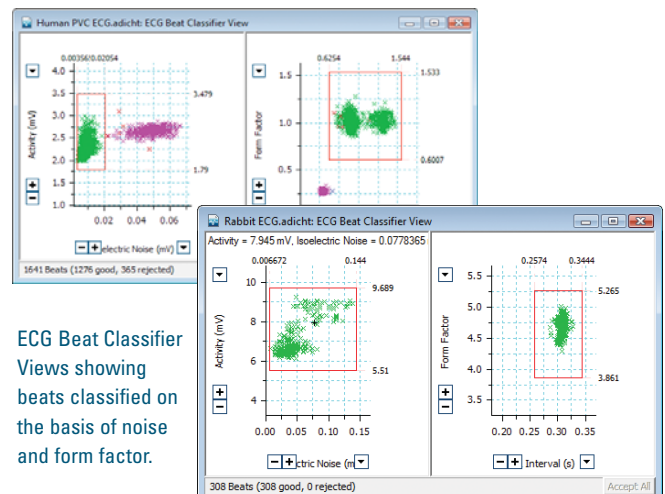 Human PVC ECG.adicht: ECG Beat Classifier View
0.00356!0.02054
4.0
3.5
3.0
2.5
2.0
1.5
1.0
Activity (mV)
3.479
1.79
0.02 0.04 0.06
electric Noise (mV)
0.6254 1.544
1.5
1.0
0.5
Form Factor
1.533
0.6007
1641 Beats (1276 good, 365 rejected)
Rabbit ECG.adicht: ECG Beat Classifier View
Activity = 7.945 mV, Isoelectric Noise = 0.0778365
0.006672 0.144
10
8
6
4
Activity (mV)
9.689
5.51
0.00 0.05 0.10 0.15
ctric Noise (m
0.2574 0.3444
5.5
5.0
4.5
4.0
3.5
Form Factor
5.265
3.861
0.20 0.25 0.30 0.35
Interval (s)
308 Beats (308 good, 0 rejected)
Accept All
ECG Beat Classifier
Views showing
beats classified on
the basis of noise
and form factor.